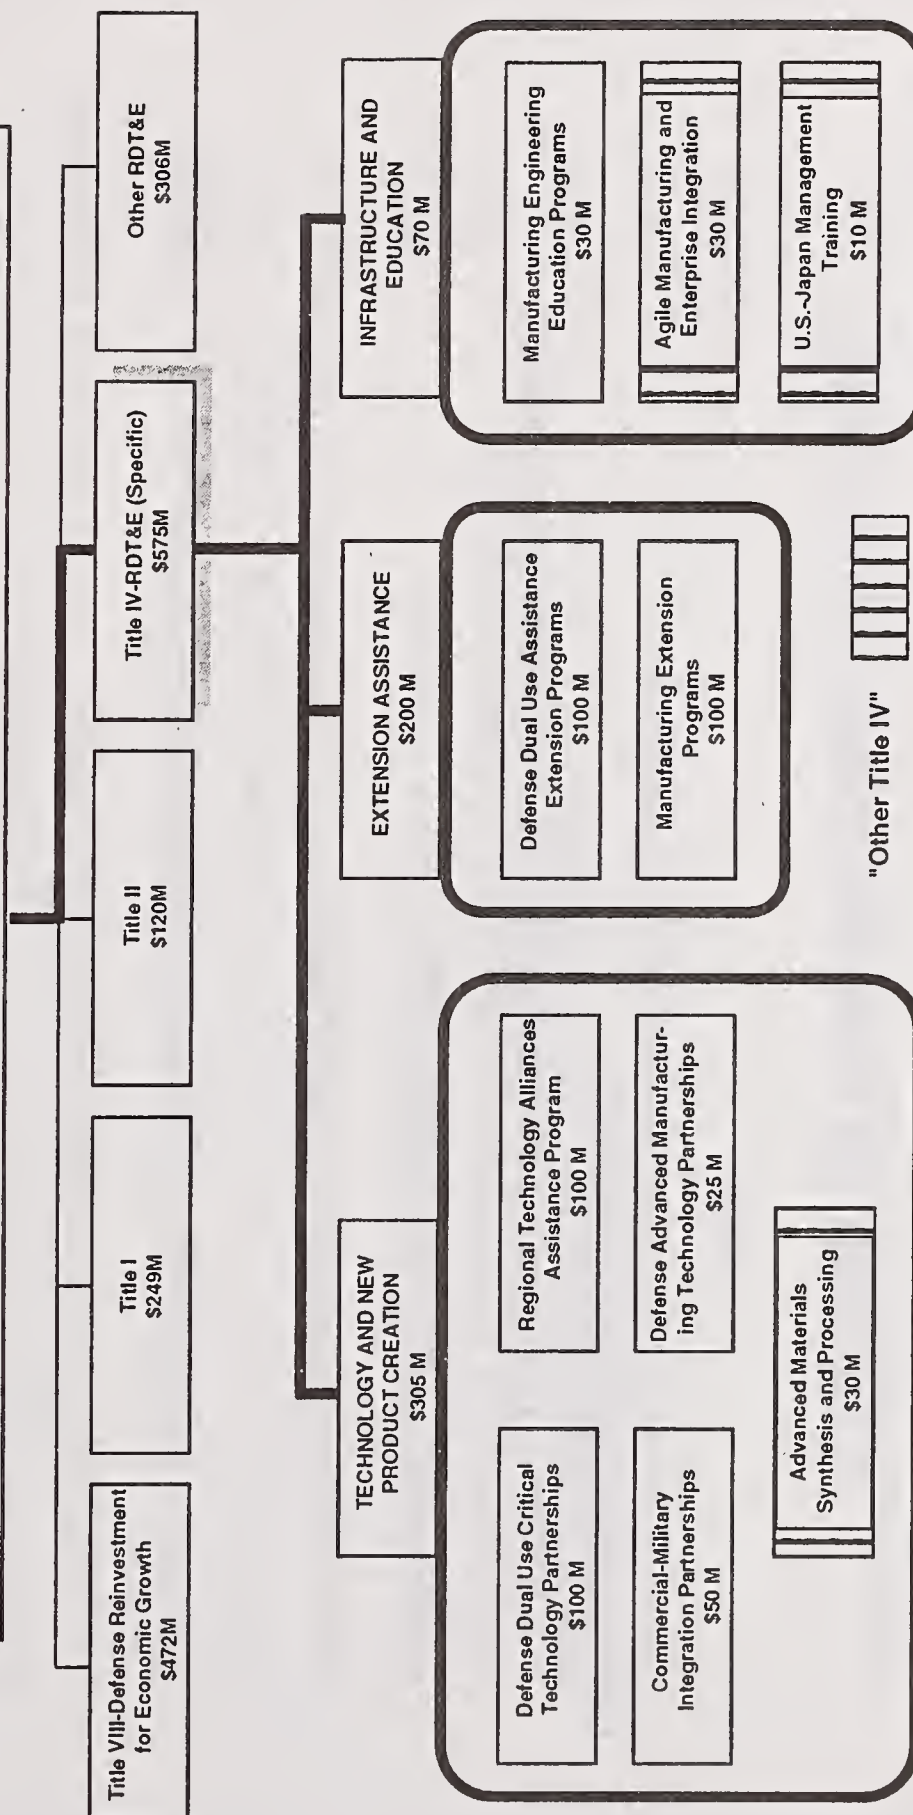 Title VIII-Defense Reinvestment
for Economic Growth
$472M
Title I
$249M
Title II
$120M
Title IV-RDT&E (Specific)
$575M
Other RDT&E
$306M
TECHNOLOGY AND NEW
PRODUCT CREATION
$305 M
EXTENSION ASSISTANCE
$200 M
INFRASTRUCTURE AND
EDUCATION
$70 M
Defense Dual Use Critical
Technology Partnerships
$100 M
Regional Technology Alliances
Assistance Program
$100 M
Commercial-Military
Integration Partnerships
$50 M
Defense Advanced Manufactur-
ing Technology Partnerships
$25 M
Advanced Materials
Synthesis and Processing
$30 M
Defense Dual Use Assistance
Extension Programs
$100 M
Manufacturing Extension
Programs
$100 M
Manufacturing Engineering
Education Programs
$30 M
Agile Manufacturing and
Enterprise Integration
$30 M
U.S.-Japan Management
Training
$10 M
"Other Title IV"